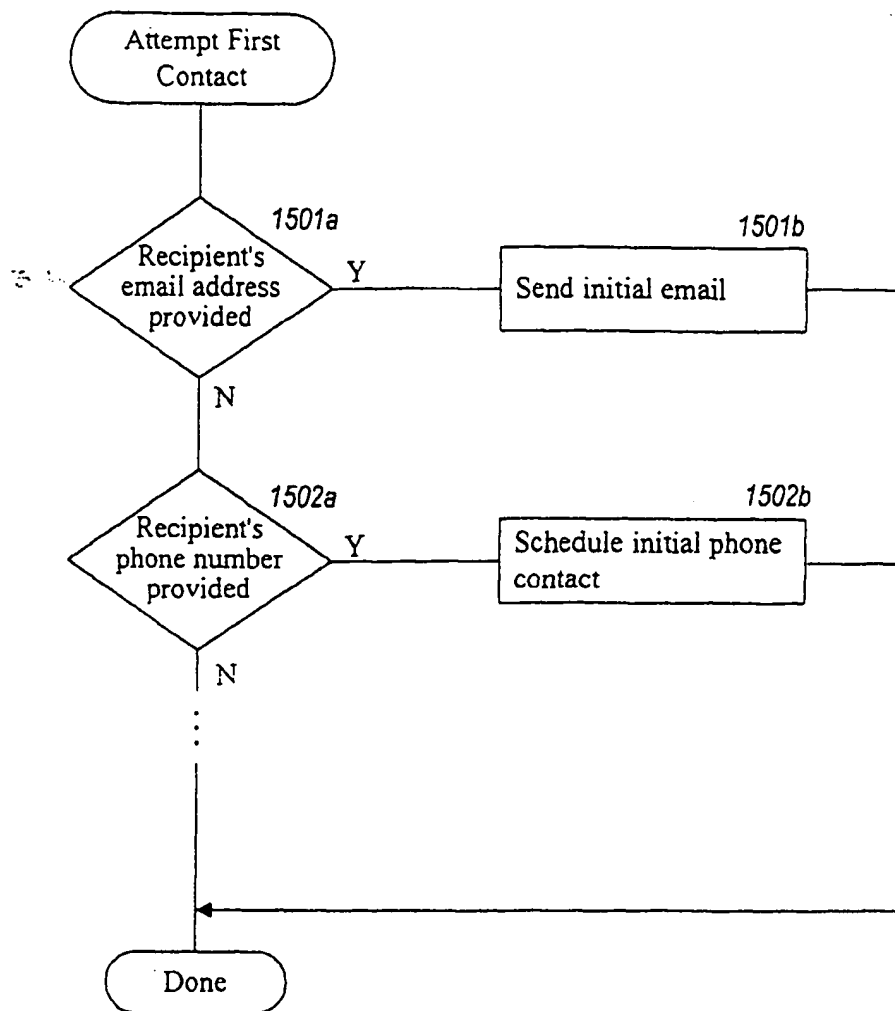 Attempt First
Contact
1501a
Recipient's
email address
provided
Y
1501b
Send initial email
N
1502a
Recipient's
phone number
provided
Y
1502b
Schedule initial phone
contact
N
Done